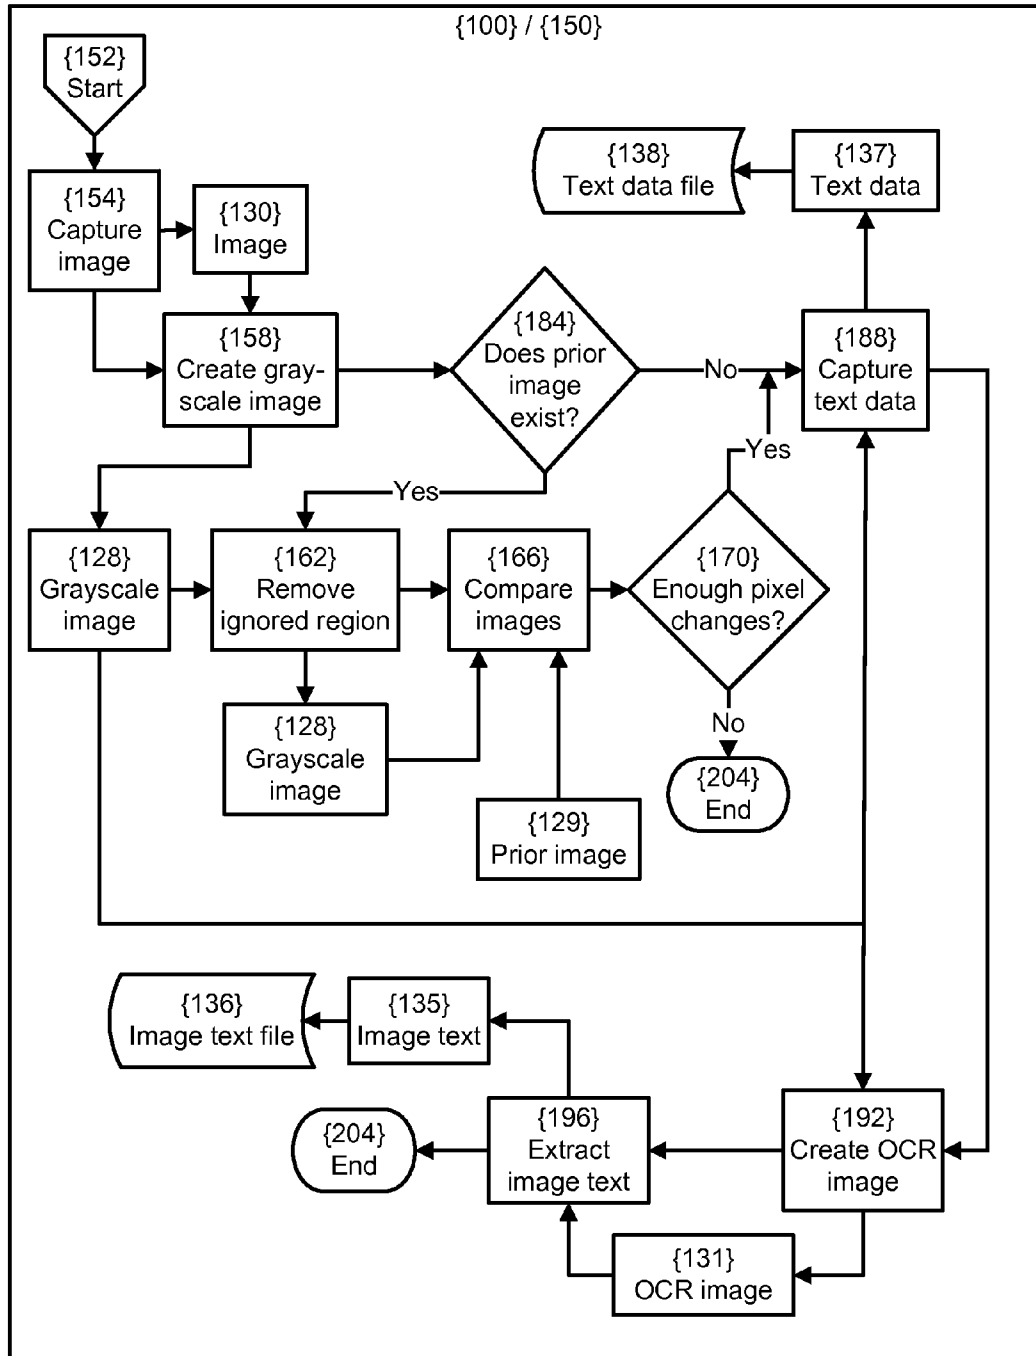 {100} / {150}
{152}
Start
{154}
Capture
image
{130}
Image
{138}
Text data file
{137}
Text data
{158}
Create gray-
scale image
{184}
Does prior
image
exist?
No
{188}
Capture
text data
Yes
Yes
{128}
Grayscale
image
{162}
Remove
ignored region
{166}
Compare
images
{170}
Enough pixel
changes?
No
{128}
Grayscale
image
{204}
End
{129}
Prior image
{136}
Image text file
{135}
Image text
{204}
End
{196}
Extract
image text
{192}
Create OCR
image
{131}
OCR image